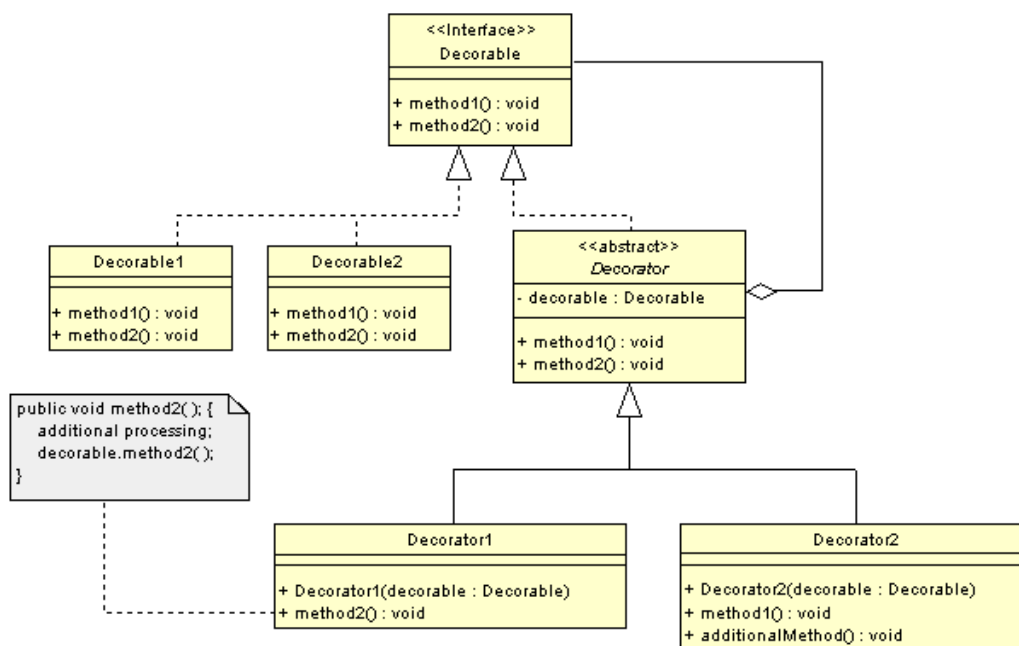 <<Interface>>
Decorable
+ method1() : void
+ method2() : void
Decorable1
+ method1() : void
+ method2() : void
Decorable2
+ method1() : void
+ method2() : void
<<abstract>>
Decorator
- decorable : Decorable
+ method1() : void
+ method2() : void
public void method2( ); {
additional processing;
decorable.method2( );
}
Decorator1
+ Decorator1(decorable : Decorable)
+ method2() : void
Decorator2
+ Decorator2(decorable : Decorable)
+ method1() : void
+ additionalMethod() : void